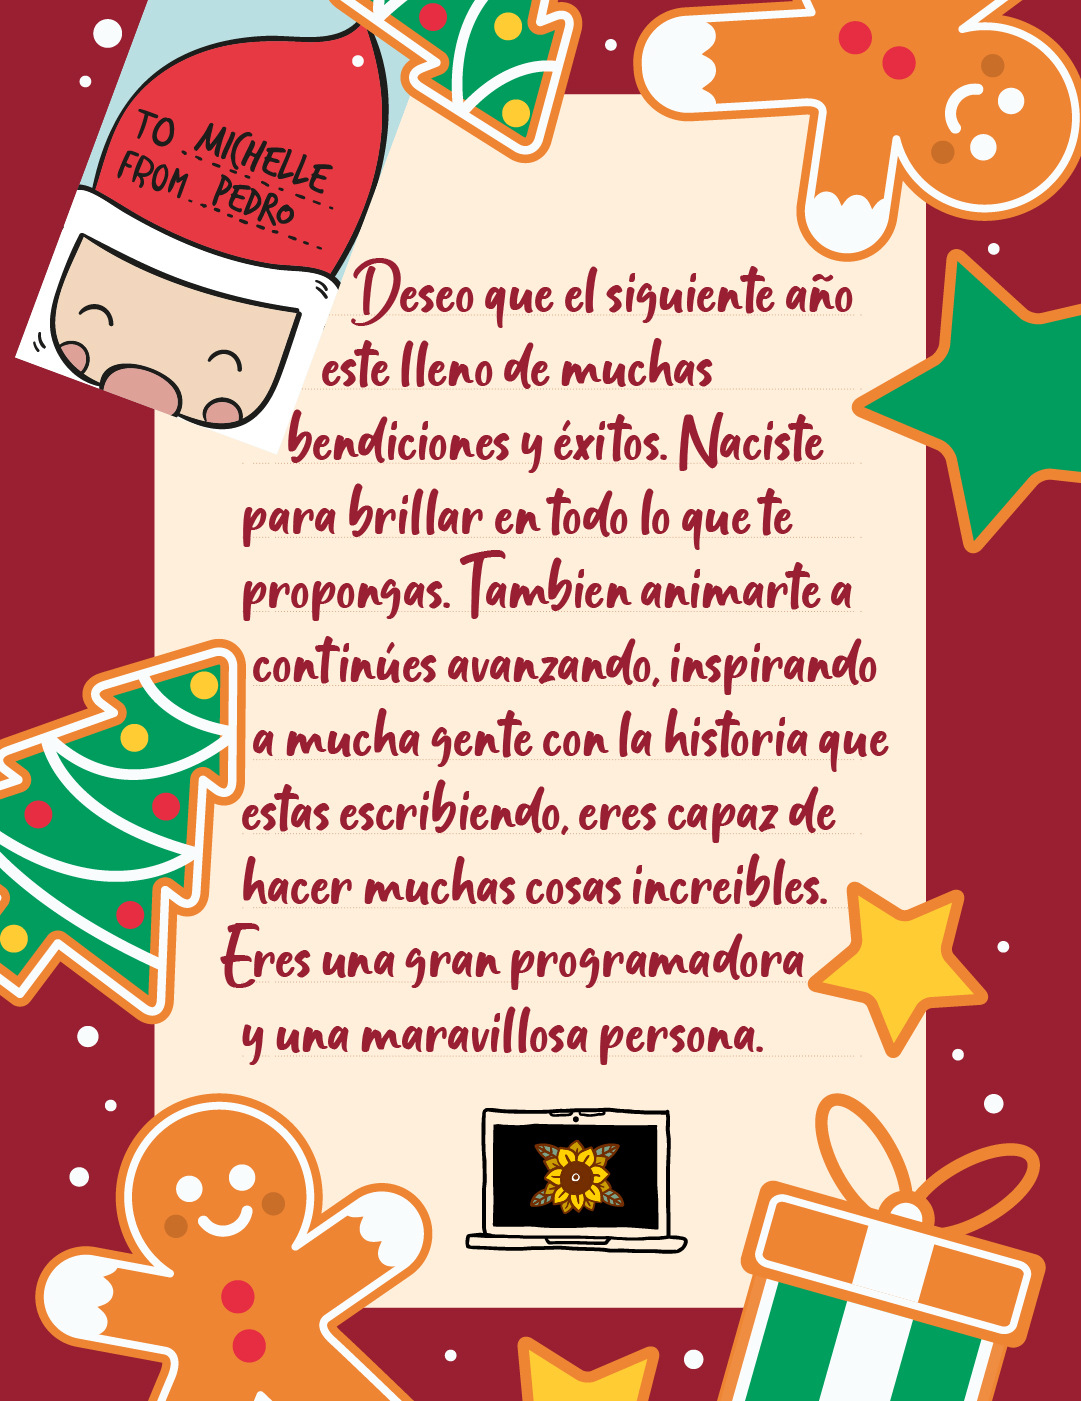 TO MICHELLE
FROM PEDRO
Deseo que el siguiente año
este lleno de muchas
bendiciones y éxitos. Naciste
para brillar en todo lo que te
propongas. Tambien animarte a
continúes avanzando, inspirando
a mucha gente con la historia que
estas escribiendo, eres capaz de
hacer muchas cosas increibles.
Eres una gran programadora
y una maravillosa persona.